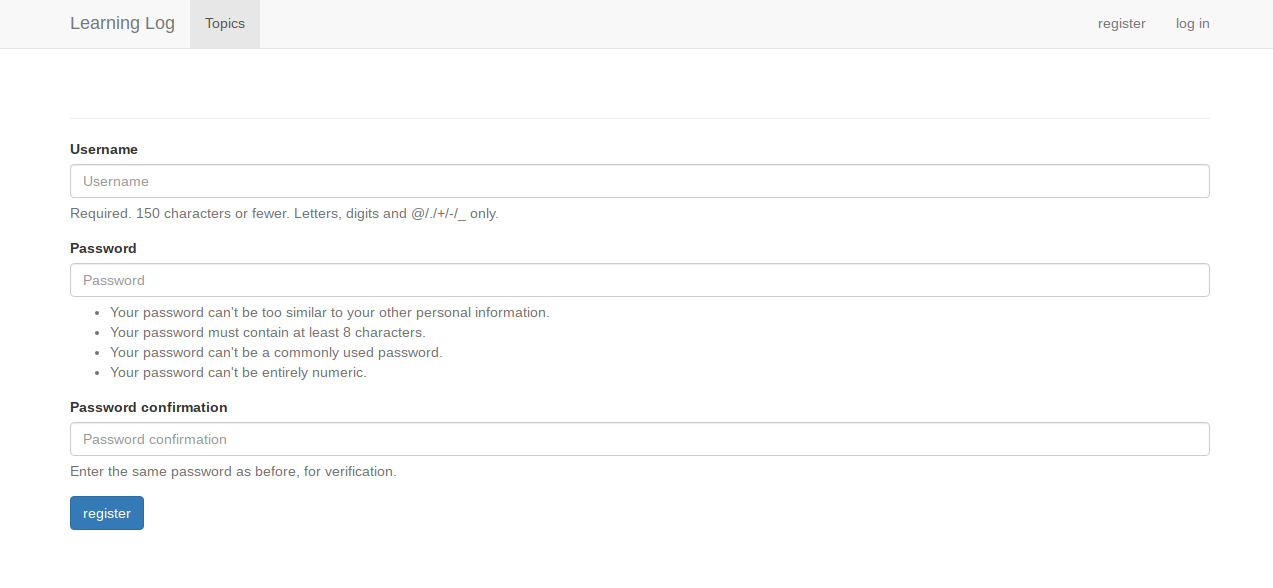 Learning Log Topics register log in
Username
Username
Required. 150 characters or fewer. Letters, digits and @/./+/-/_ only.
Password
Password
• Your password can't be too similar to your other personal information.
• Your password must contain at least 8 characters.
• Your password can't be a commonly used password.
• Your password can't be entirely numeric.
Password confirmation
Password confirmation
Enter the same password as before, for verification.
register